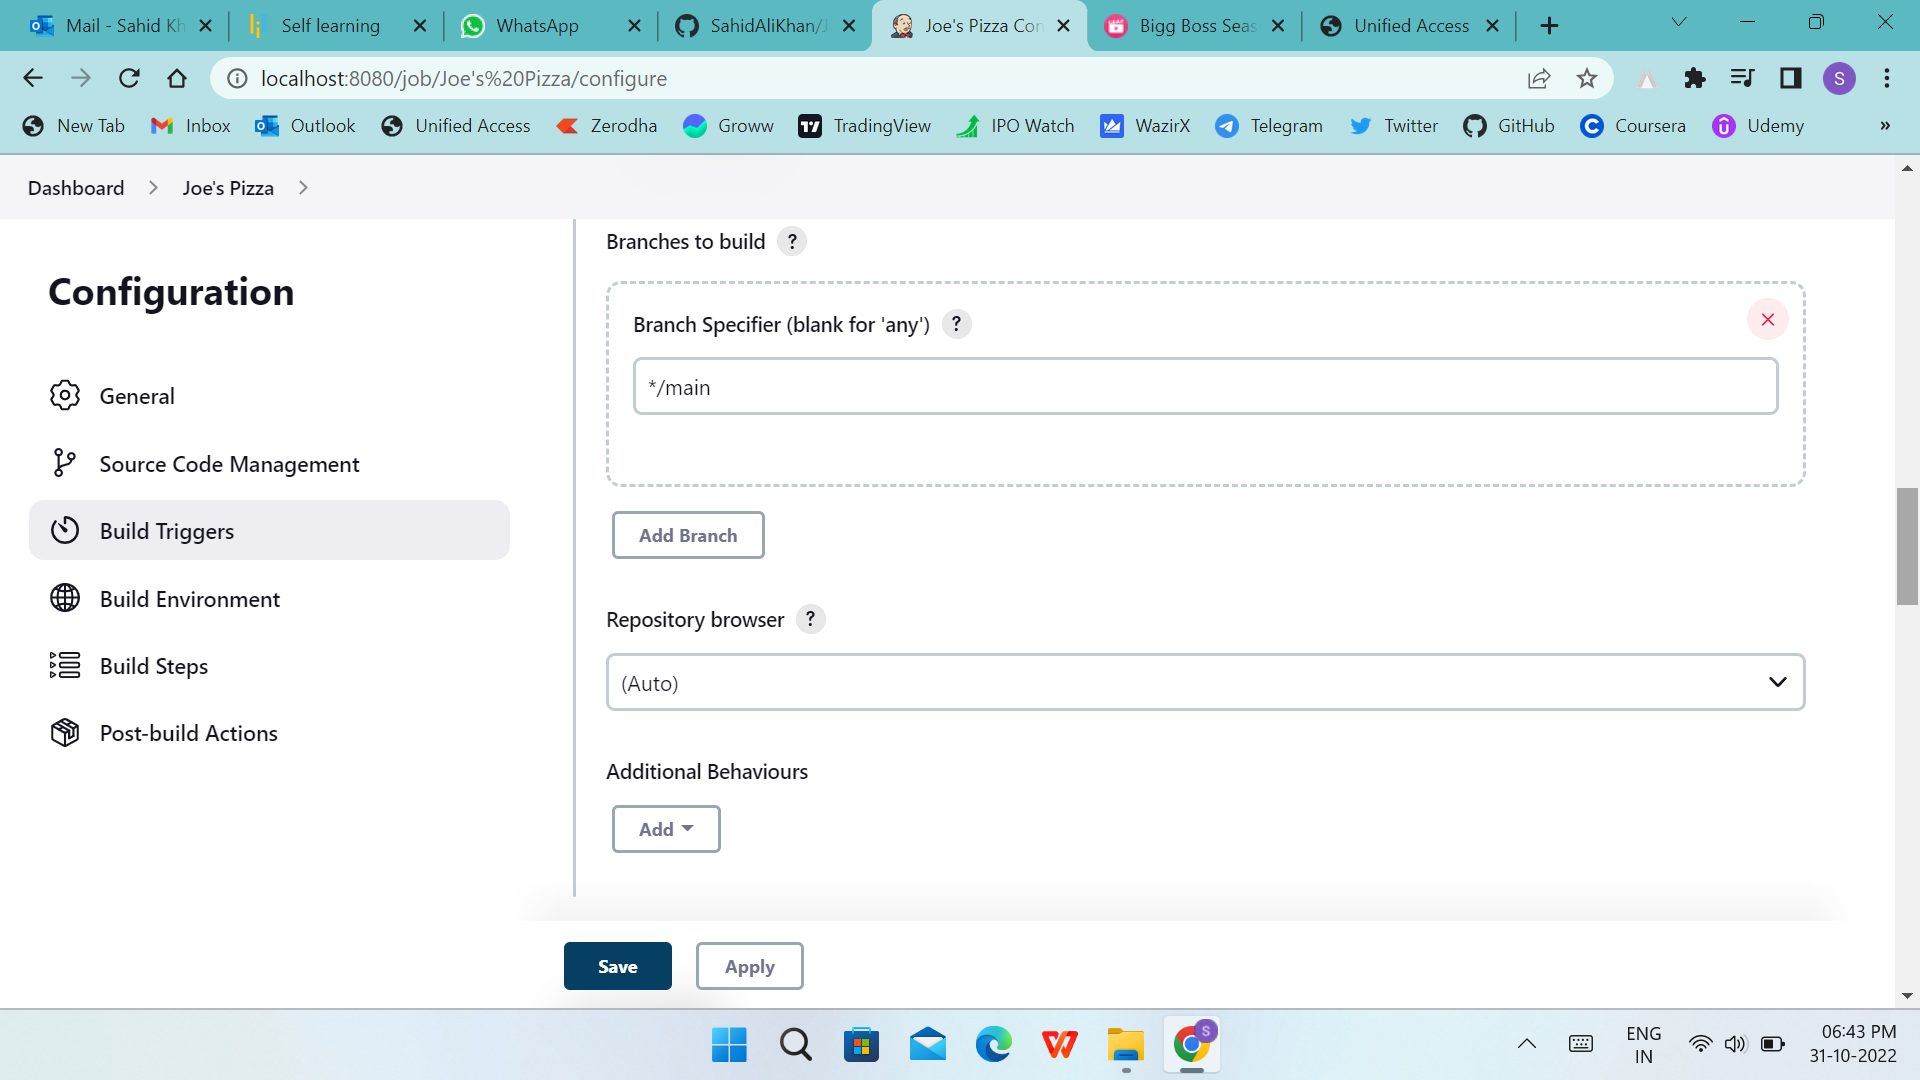 Mail - Sahid Kh
Self learning
WhatsApp
SahidAliKhan/J
Joe's Pizza Con
Bigg Boss Seas
Unified Access
localhost:8080/job/Joe's%20Pizza/configure
S
New Tab
Inbox
Outlook
Unified Access
Zerodha
Groww
TradingView
IPO Watch
WazirX
Telegram
Twitter
GitHub
Coursera
Udemy
»
Dashboard
Joe's Pizza
Configuration
General
Source Code Management
Build Triggers
Build Environment
Build Steps
Post-build Actions
Branches to build ?
Branch Specifier (blank for 'any') ?
*/main
Add Branch
Repository browser ?
(Auto)
Additional Behaviours
Add
Save
Apply
S
ENG
IN
06:43 PM
31-10-2022